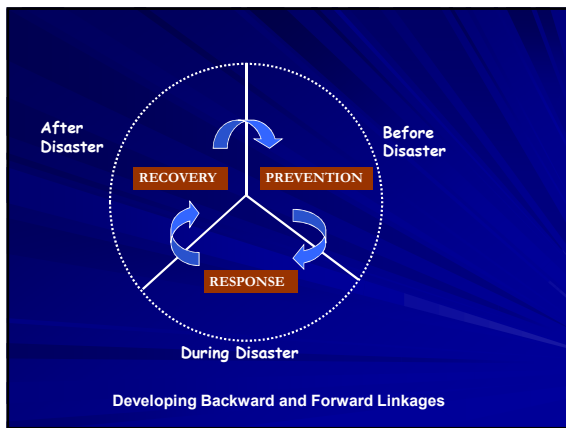 After
Disaster
Before
Disaster
RECOVERY
PREVENTION
RESPONSE
During Disaster
Developing Backward and Forward Linkages